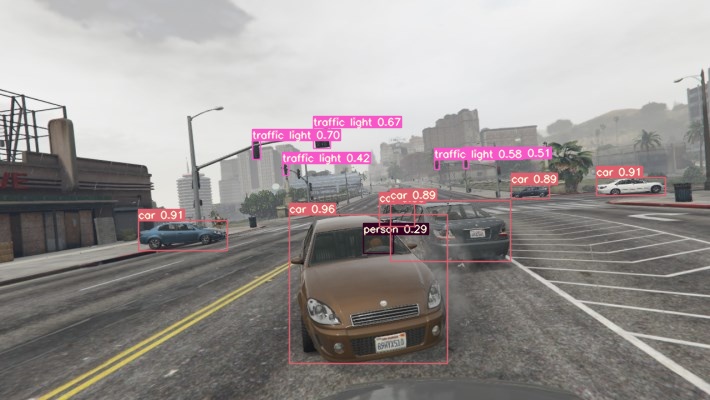 traffic light 0.67
traffic light 0.70
traffic light 0.42
traffic light 0.58 0.51
car 0.91
car 0.96
car 0.89
car 0.89
car 0.91
person 0.29